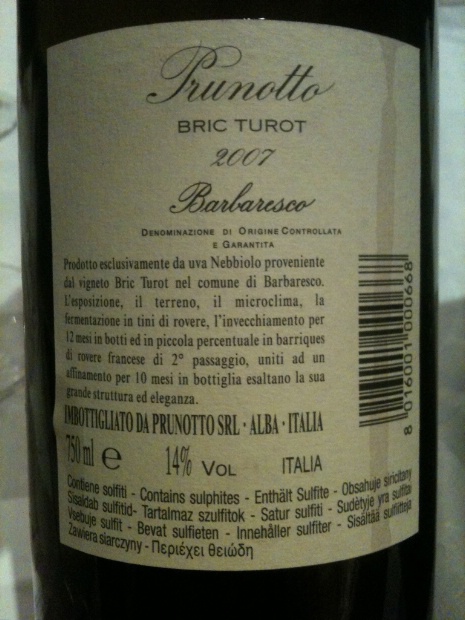 Prunotto
BRIC TUROT
2007
Barbaresco
DENOMINAZIONE DI ORIGINE CONTROLLATA
E GARANTITA
Prodotto esclusivamente da uva Nebbiolo proveniente
dal vigneto Bric Turot nel comune di Barbaresco.
L'esposizione, il terreno, il microclima, la
fermentazione in tini di rovere, l'invecchiamento per
12 mesi in botti ed in piccola percentuale in barriques
di rovere francese di 2° passaggio, uniti ad un
affinamento per 10 mesi in bottiglia esaltano la sua
grande struttura ed eleganza.
IMBOTTIGLIATO DA PRUNOTTO SRL · ALBA · ITALIA
750 ml e 14% VOL ITALIA
Contiene solfiti - Contains sulphites - Enthält Sulfite - Obsahuje siricitany
Sisaldab sulfitid- Tartalmaz szulfitok - Satur sulfiti - Sudėtyje yra sulfitai
Vsebuje sulfit - Bevat sulfieten - Innehåller sulfiter - Sisältää sulfiitteja
Zawiera siarczyny - Περιέχει θειώδη
8 016001 000668